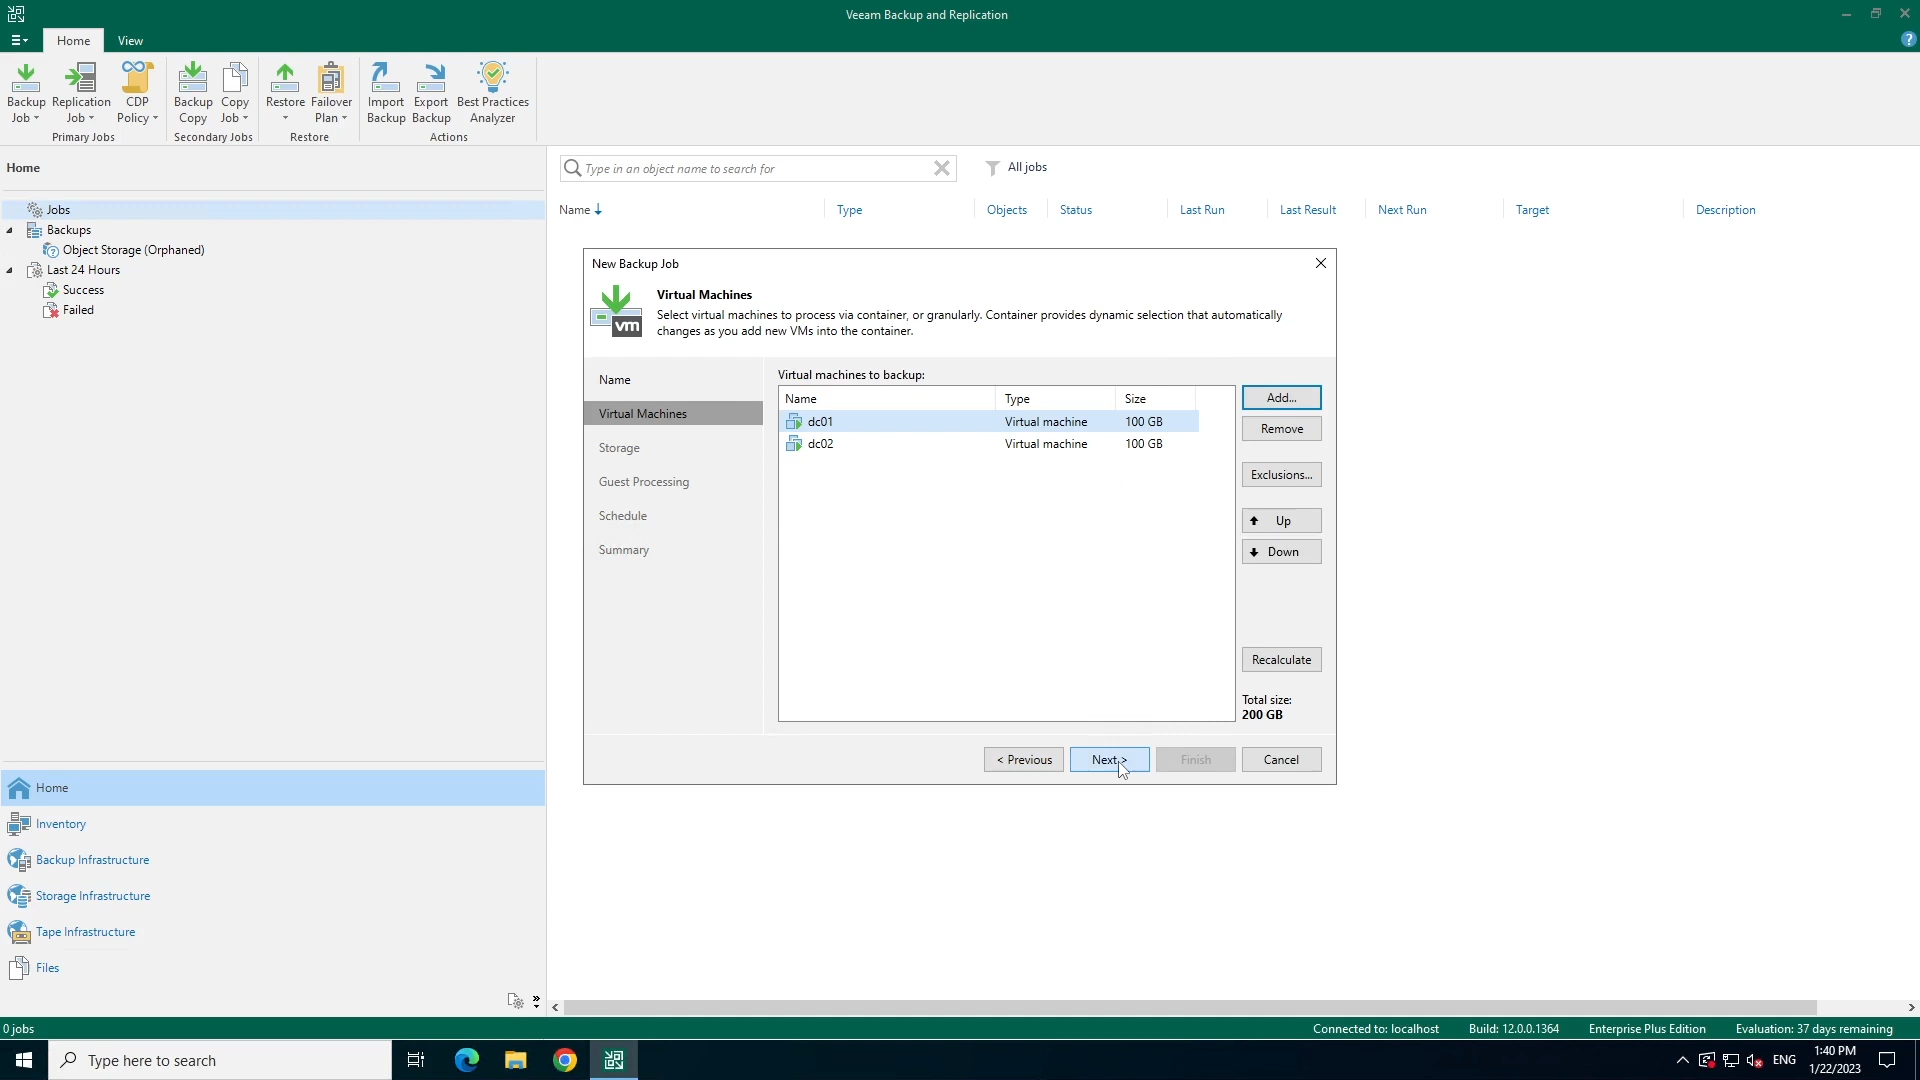 Veeam Backup and Replication
Home
View
Backup Job
Replication Job
CDP Policy
Primary Jobs
Backup Copy
Copy Job
Secondary Jobs
Restore
Failover Plan
Restore
Import Backup
Export Backup
Best Practices Analyzer
Actions
Home
Jobs
Backups
Object Storage (Orphaned)
Last 24 Hours
Success
Failed
Type in an object name to search for
All jobs
Name Type Objects Status Last Run Last Result Next Run Target Description
New Backup Job
Virtual Machines
Select virtual machines to process via container, or granularly. Container provides dynamic selection that automatically
changes as you add new VMs into the container.
vm
Name
Virtual Machines
Storage
Guest Processing
Schedule
Summary
Virtual machines to backup:
Name Type Size
dc01 Virtual machine 100 GB
dc02 Virtual machine 100 GB
Add...
Remove
Exclusions...
Up
Down
Recalculate
Total size:
200 GB
< Previous
Next >
Finish
Cancel
Home
Inventory
Backup Infrastructure
Storage Infrastructure
Tape Infrastructure
Files
0 jobs
Connected to: localhost
Build: 12.0.0.1364
Enterprise Plus Edition
Evaluation: 37 days remaining
Type here to search
ENG
1:40 PM
1/22/2023